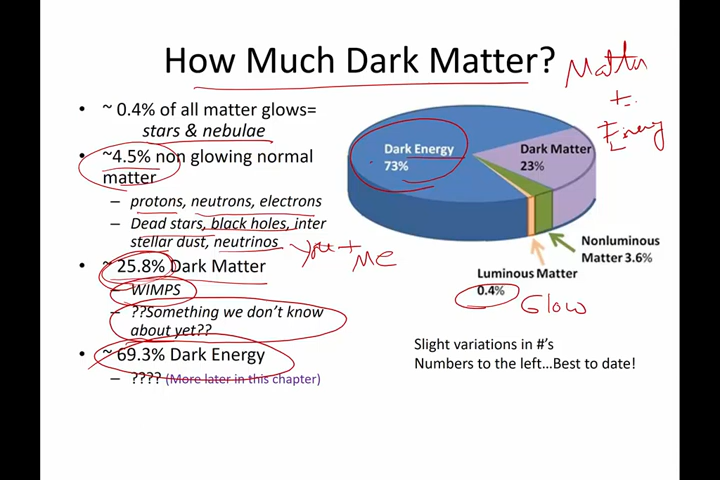 How Much Dark Matter?
• ~ 0.4% of all matter glows=
stars & nebulae
• ~4.5% non glowing normal
matter
– protons, neutrons, electrons
– Dead stars, black holes, inter
stellar dust, neutrinos
• ~ 25.8% Dark Matter
– WIMPS
– ??Something we don't know
about yet??
• ~ 69.3% Dark Energy
– ???? (More later in this chapter)
you + Me
Matter
+
Energy
Dark Energy
73%
Dark Matter
23%
Nonluminous
Matter 3.6%
Luminous Matter
0.4%
Glow
Slight variations in #'s
Numbers to the left...Best to date!